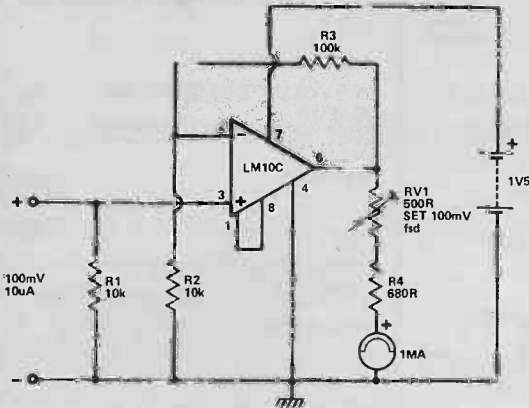 R3
100k
7
2
−
LM10C
6
3
+
4
1
8
+
1V5
RV1
500R
SET 100mV
fsd
+
100mV
10uA
R1
10k
R2
10k
R4
680R
+
1MA
−